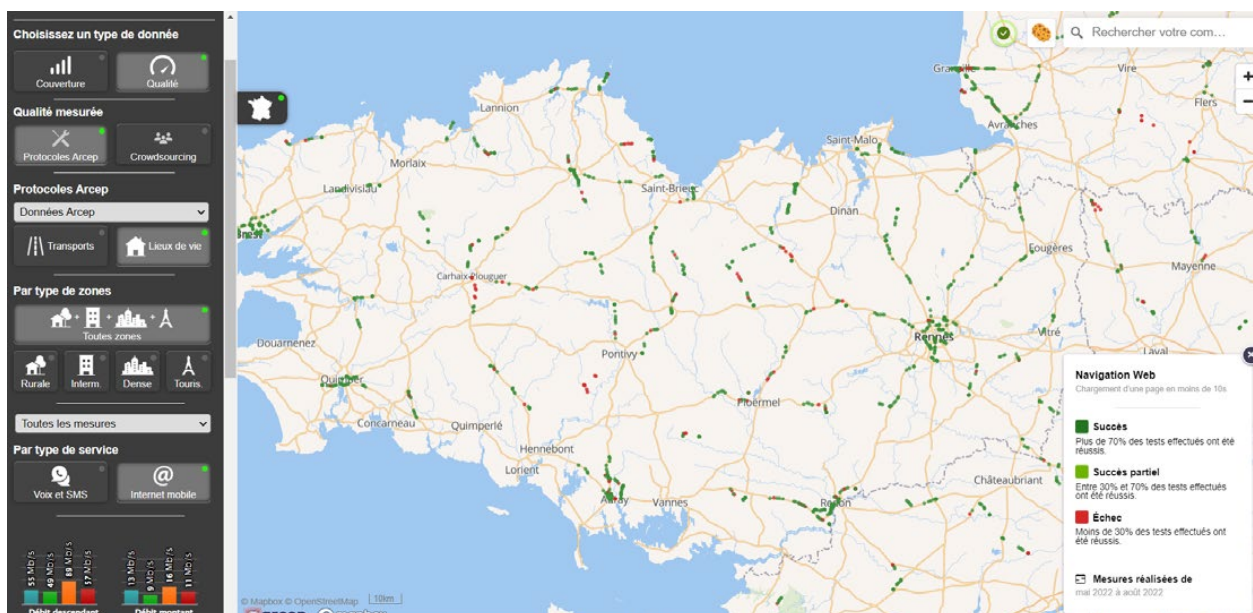 Choisissez un type de donnée
Couverture
Qualité
Qualité mesurée
Protocoles Arcep
Crowdsourcing
Protocoles Arcep
Données Arcep
Transports
Lieux de vie
Par type de zones
Toutes zones
Rurale
Interm.
Dense
Touris.
Toutes les mesures
Par type de service
Voix et SMS
Internet mobile
55 Mb/s
49 Mb/s
89 Mb/s
57 Mb/s
Débit descendant
13 Mb/s
9 Mb/s
16 Mb/s
11 Mb/s
Débit montant
Rechercher votre com...
+
−
Granville
Vire
Flers
Avranches
Lannion
Saint-Malo
Morlaix
Landivisiau
Saint-Brieuc
Dinan
Brest
Fougères
Carhaix-Plouguer
Mayenne
Douarnenez
Pontivy
Rennes
Vitré
Laval
Quimper
Ploërmel
Concarneau
Quimperlé
Hennebont
Lorient
Châteaubriant
Auray
Vannes
Redon
Navigation Web
Chargement d'une page en moins de 10s
Succès
Plus de 70% des tests effectués ont été
réussis.
Succès partiel
Entre 30% et 70% des tests effectués
ont été réussis.
Échec
Moins de 30% des tests effectués ont
été réussis.
Mesures réalisées de
mai 2022 à août 2022
© Mapbox © OpenStreetMap
10km